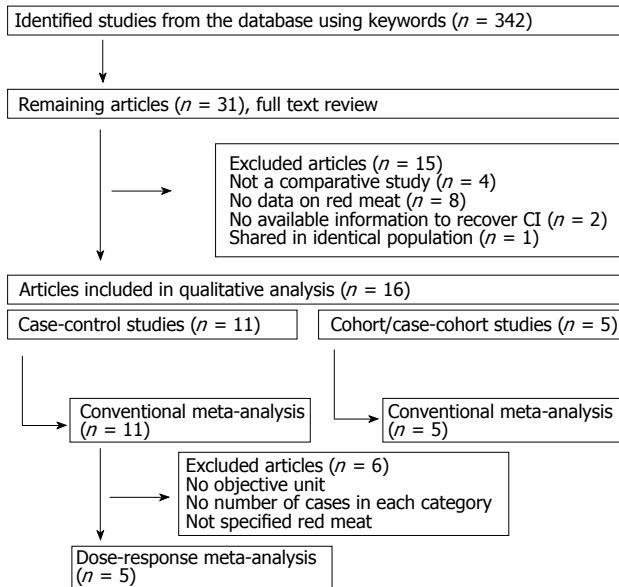 Identified studies from the database using keywords (n = 342)
Remaining articles (n = 31), full text review
Excluded articles (n = 15)
Not a comparative study (n = 4)
No data on red meat (n = 8)
No available information to recover CI (n = 2)
Shared in identical population (n = 1)
Articles included in qualitative analysis (n = 16)
Case-control studies (n = 11)
Cohort/case-cohort studies (n = 5)
Conventional meta-analysis
(n = 11)
Conventional meta-analysis
(n = 5)
Excluded articles (n = 6)
No objective unit
No number of cases in each category
Not specified red meat
Dose-response meta-analysis
(n = 5)